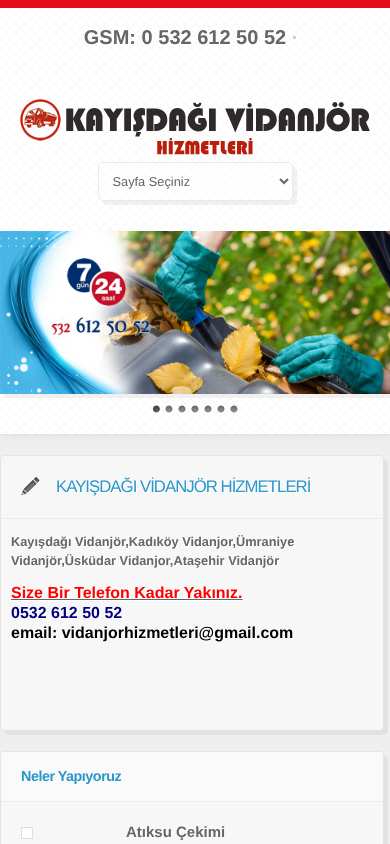 GSM: 0 532 612 50 52
KAYIŞDAĞI VİDANJÖR
HİZMETLERİ
Sayfa Seçiniz
7
gün
24
saat
532 612 50 52
KAYIŞDAĞI VİDANJÖR HİZMETLERİ
Kayışdağı Vidanjör,Kadıköy Vidanjor,Ümraniye
Vidanjör,Üsküdar Vidanjor,Ataşehir Vidanjör
Size Bir Telefon Kadar Yakınız.
0532 612 50 52
email: vidanjorhizmetleri@gmail.com
Neler Yapıyoruz
Atıksu Çekimi